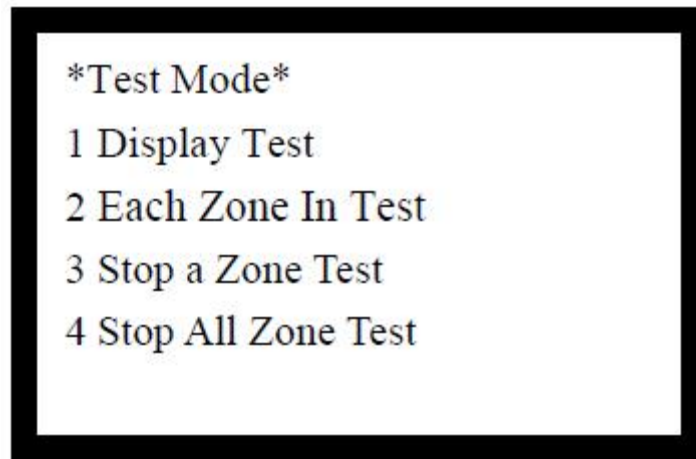 *Test Mode*
1 Display Test
2 Each Zone In Test
3 Stop a Zone Test
4 Stop All Zone Test